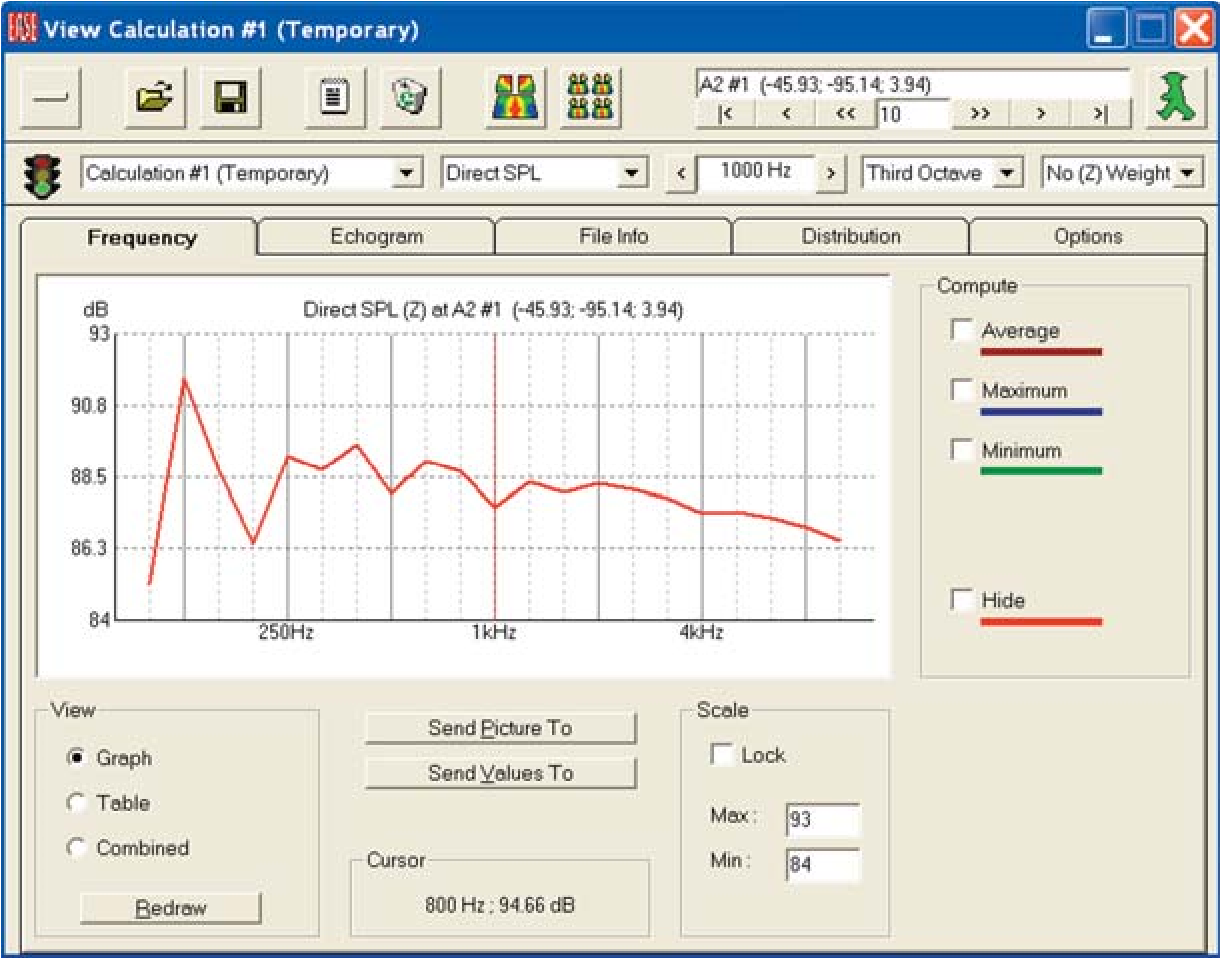 EASE View Calculation #1 (Temporary)
A2 #1 (-45.93; -95.14; 3.94)
|< < << 10 >> > >|
Calculation #1 (Temporary) Direct SPL < 1000 Hz > Third Octave No (Z) Weight
Frequency Echogram File Info Distribution Options
dB Direct SPL (Z) at A2 #1 (-45.93; -95.14; 3.94)
93
90.8
88.5
86.3
84
250Hz 1kHz 4kHz
Compute
Average
Maximum
Minimum
Hide
View
Graph
Table
Combined
Redraw
Send Picture To
Send Values To
Cursor
800 Hz ; 94.66 dB
Scale
Lock
Max : 93
Min : 84